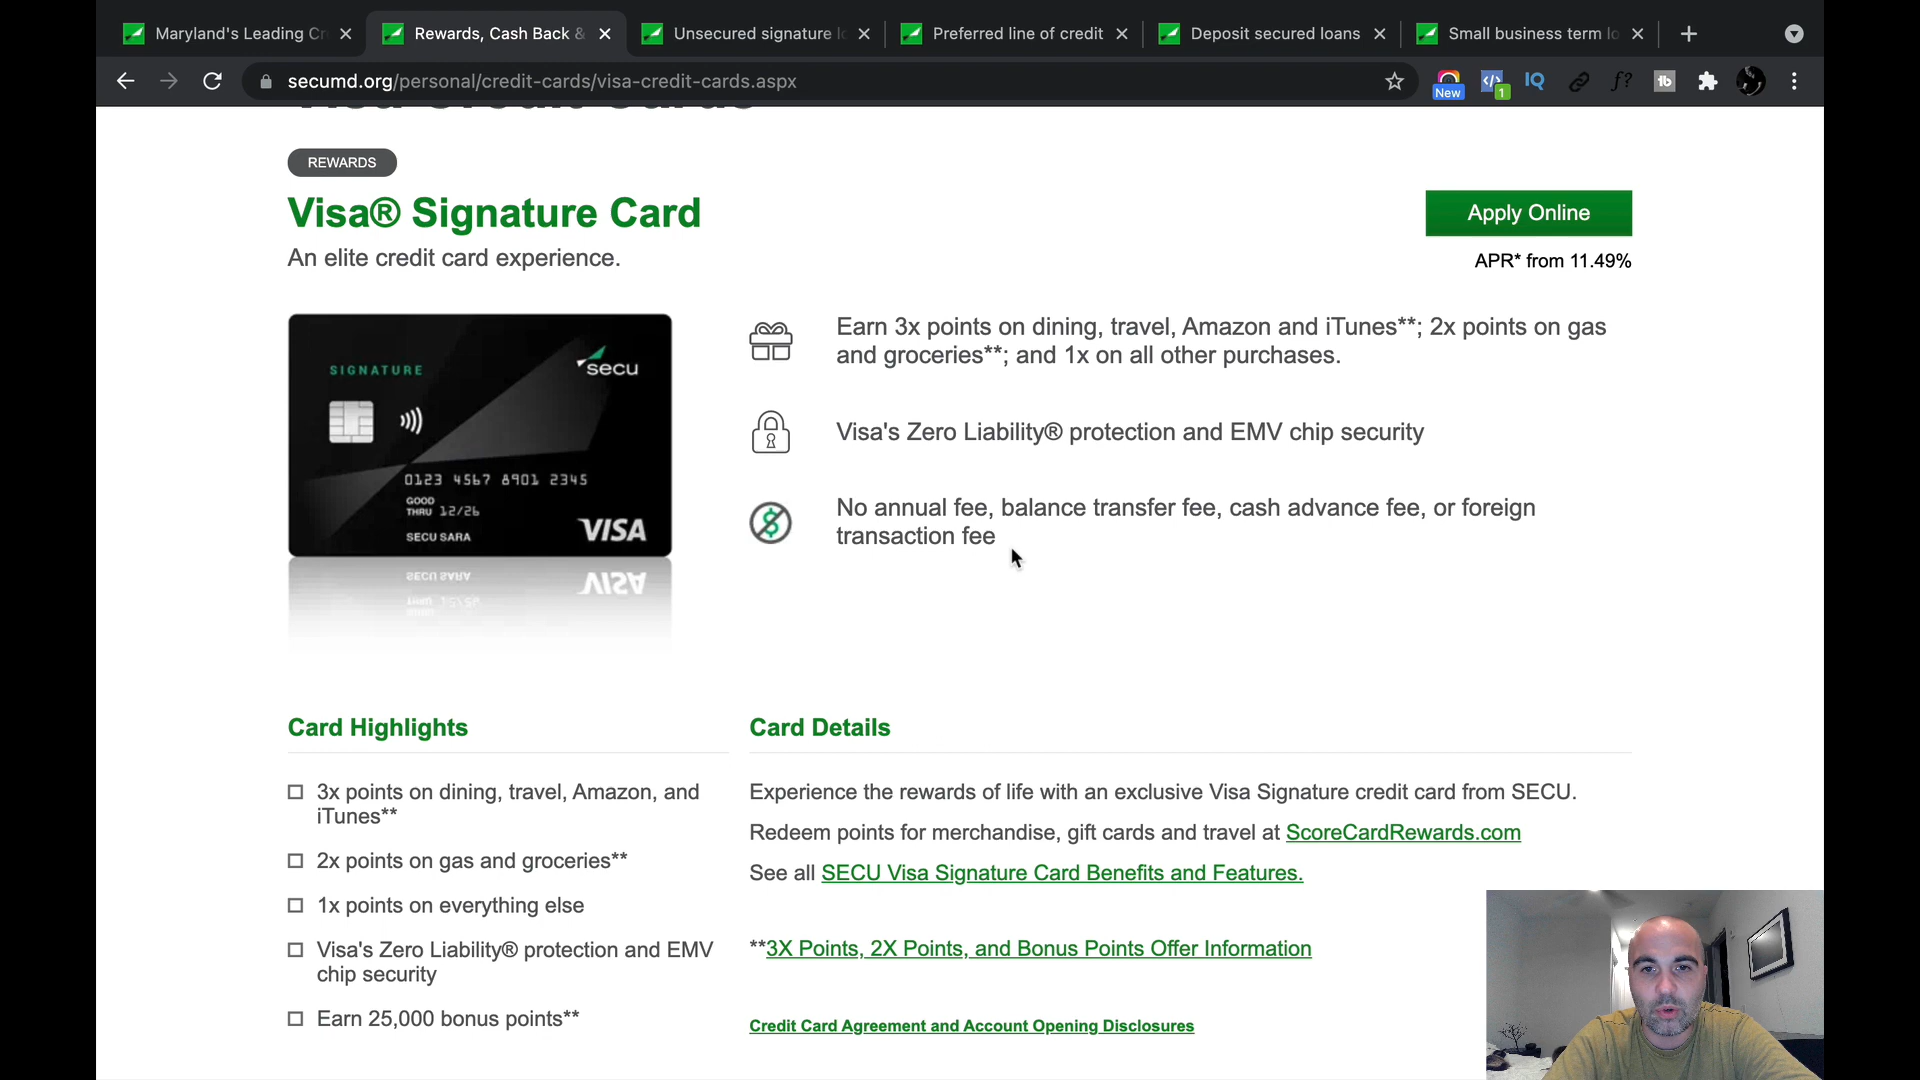 Maryland's Leading Cr
Rewards, Cash Back &
Unsecured signature lo
Preferred line of credit
Deposit secured loans
Small business term lo
secumd.org/personal/credit-cards/visa-credit-cards.aspx
New
1
IQ
f?
tb
Visa Credit Cards
REWARDS
Visa® Signature Card
Apply Online
An elite credit card experience.
APR* from 11.49%
SIGNATURE
secu
0123 4567 8901 2345
GOOD
THRU 12/26
SECU SARA
VISA
Earn 3x points on dining, travel, Amazon and iTunes**; 2x points on gas
and groceries**; and 1x on all other purchases.
Visa's Zero Liability® protection and EMV chip security
No annual fee, balance transfer fee, cash advance fee, or foreign
transaction fee
Card Highlights
3x points on dining, travel, Amazon, and
iTunes**
2x points on gas and groceries**
1x points on everything else
Visa's Zero Liability® protection and EMV
chip security
Earn 25,000 bonus points**
Card Details
Experience the rewards of life with an exclusive Visa Signature credit card from SECU.
Redeem points for merchandise, gift cards and travel at ScoreCardRewards.com
See all SECU Visa Signature Card Benefits and Features.
**3X Points, 2X Points, and Bonus Points Offer Information
Credit Card Agreement and Account Opening Disclosures